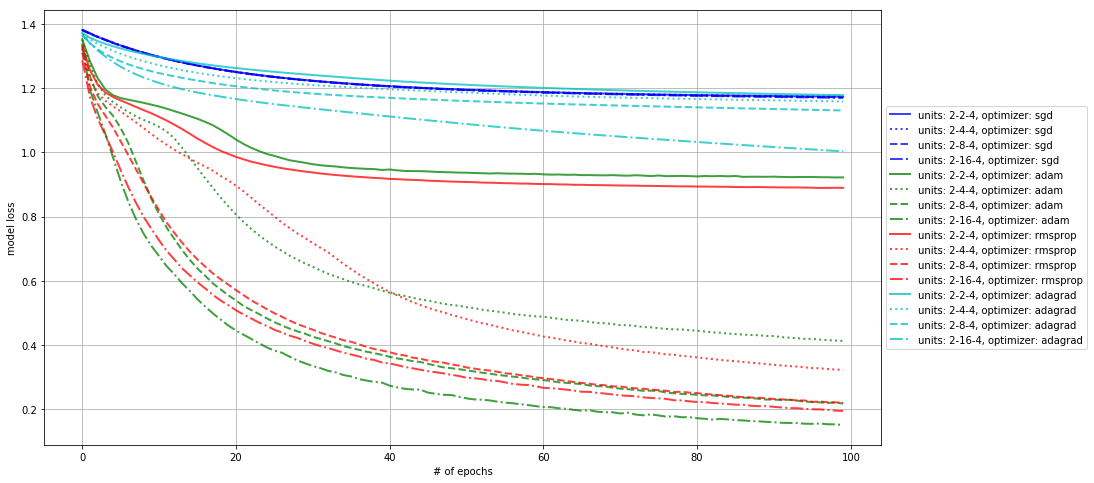 1.4
1.2
1.0
0.8
0.6
0.4
0.2
model loss
0
20
40
60
80
100
# of epochs
units: 2-2-4, optimizer: sgd
units: 2-4-4, optimizer: sgd
units: 2-8-4, optimizer: sgd
units: 2-16-4, optimizer: sgd
units: 2-2-4, optimizer: adam
units: 2-4-4, optimizer: adam
units: 2-8-4, optimizer: adam
units: 2-16-4, optimizer: adam
units: 2-2-4, optimizer: rmsprop
units: 2-4-4, optimizer: rmsprop
units: 2-8-4, optimizer: rmsprop
units: 2-16-4, optimizer: rmsprop
units: 2-2-4, optimizer: adagrad
units: 2-4-4, optimizer: adagrad
units: 2-8-4, optimizer: adagrad
units: 2-16-4, optimizer: adagrad